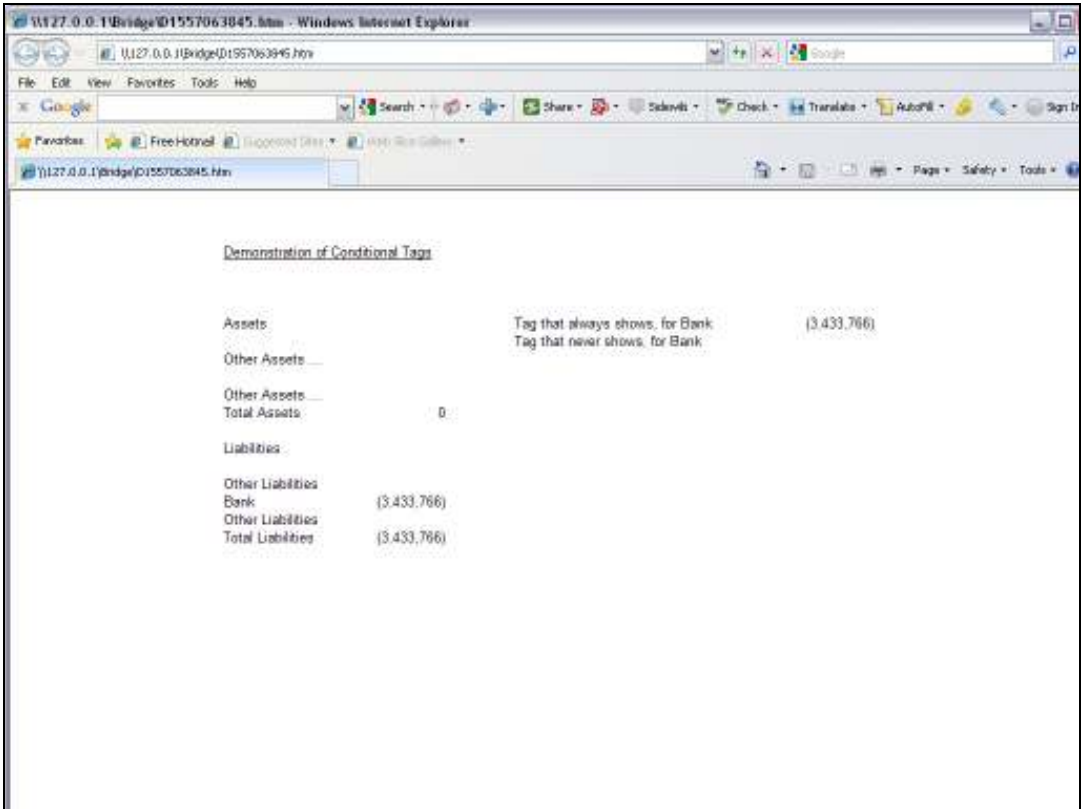 \\127.0.0.1\Bridge\D1557063845.htm - Windows Internet Explorer
\\127.0.0.1\Bridge\D1557063845.htm
Google
File Edit View Favorites Tools Help
Google Search Share Sidewiki Check Translate AutoFill Sign In
Favorites Free Hotmail Suggested Sites Web Slice Gallery
\\127.0.0.1\Bridge\D1557063845.htm Page Safety Tools
Demonstration of Conditional Tags
Assets Tag that always shows, for Bank (3,433,766)
Tag that never shows, for Bank
Other Assets ....
Other Assets ....
Total Assets 0
Liabilities
Other Liabilities
Bank (3,433,766)
Other Liabilities
Total Liabilities (3,433,766)